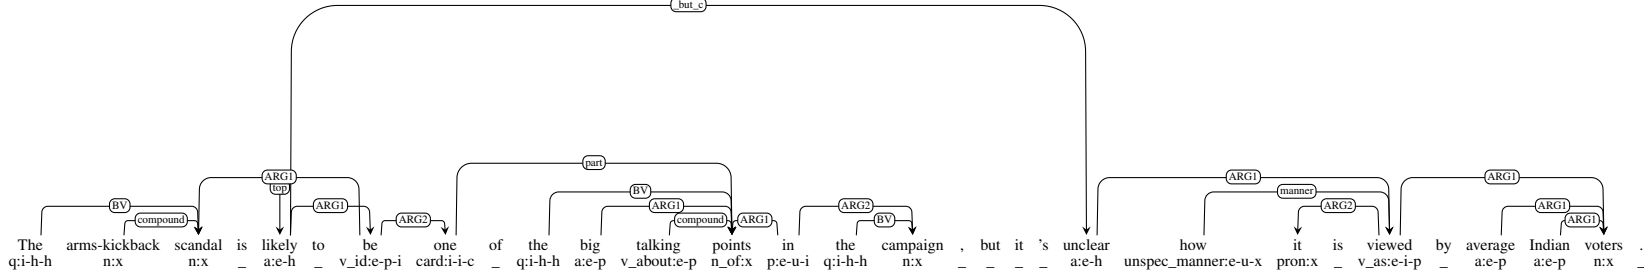 _but_c
part
ARG1 ARG1
top BV manner
BV ARG1 ARG1 ARG2 ARG2 ARG1
compound ARG2 compound ARG1 BV ARG1
The arms-kickback scandal is likely to be one of the big talking points in the campaign , but it 's unclear how it is viewed by average Indian voters .
q:i-h-h n:x n:x _ a:e-h _ v_id:e-p-i card:i-i-c _ q:i-h-h a:e-p v_about:e-p n_of:x p:e-u-i q:i-h-h n:x _ _ _ _ a:e-h unspec_manner:e-u-x pron:x _ v_as:e-i-p _ a:e-p a:e-p n:x _